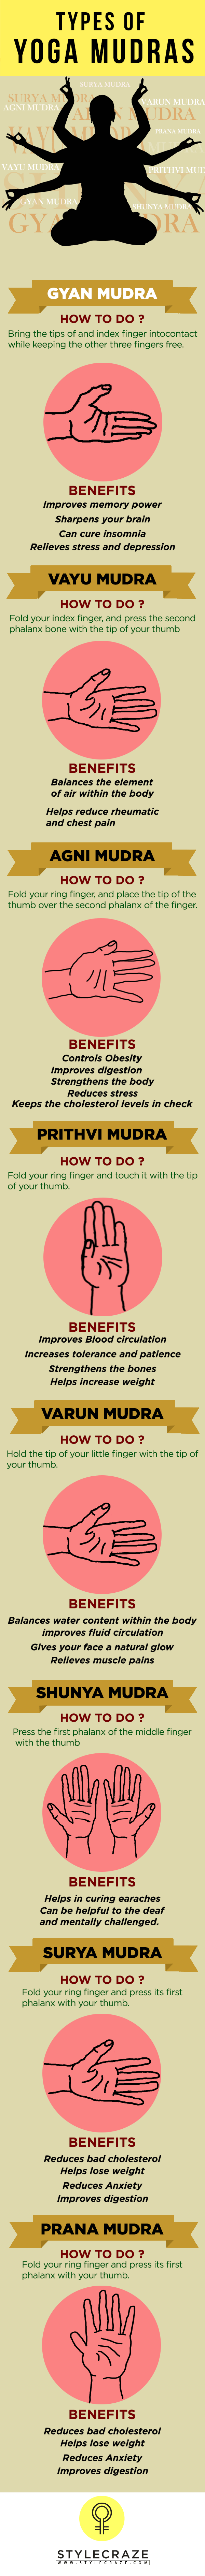 TYPES OF
YOGA MUDRAS
SURYA MUDRA
SURYA M
AGNI MUDRA
VARUN MUDRA
PRANA MUDRA
VAYU MUDRA
PRITHVI MUD
GYAN MUDRA
SHUNYA MUDRA
GYA DRA
GYAN MUDRA
HOW TO DO ?
Bring the tips of and index finger intocontact
while keeping the other three fingers free.
BENEFITS
Improves memory power
Sharpens your brain
Can cure insomnia
Relieves stress and depression
VAYU MUDRA
HOW TO DO ?
Fold your index finger, and press the second
phalanx bone with the tip of your thumb
BENEFITS
Balances the element
of air within the body
Helps reduce rheumatic
and chest pain
AGNI MUDRA
HOW TO DO ?
Fold your ring finger, and place the tip of the
thumb over the second phalanx of the finger.
BENEFITS
Controls Obesity
Improves digestion
Strengthens the body
Reduces stress
Keeps the cholesterol levels in check
PRITHVI MUDRA
HOW TO DO ?
Fold your ring finger and touch it with the tip
of your thumb.
BENEFITS
Improves Blood circulation
Increases tolerance and patience
Strengthens the bones
Helps increase weight
VARUN MUDRA
HOW TO DO ?
Hold the tip of your little finger with the tip of
your thumb.
BENEFITS
Balances water content within the body
improves fluid circulation
Gives your face a natural glow
Relieves muscle pains
SHUNYA MUDRA
HOW TO DO ?
Press the first phalanx of the middle finger
with the thumb
BENEFITS
Helps in curing earaches
Can be helpful to the deaf
and mentally challenged.
SURYA MUDRA
HOW TO DO ?
Fold your ring finger and press its first
phalanx with your thumb.
BENEFITS
Reduces bad cholesterol
Helps lose weight
Reduces Anxiety
Improves digestion
PRANA MUDRA
HOW TO DO ?
Fold your ring finger and press its first
phalanx with your thumb.
BENEFITS
Reduces bad cholesterol
Helps lose weight
Reduces Anxiety
Improves digestion
STYLECRAZE
WWW.STYLECRAZE.COM